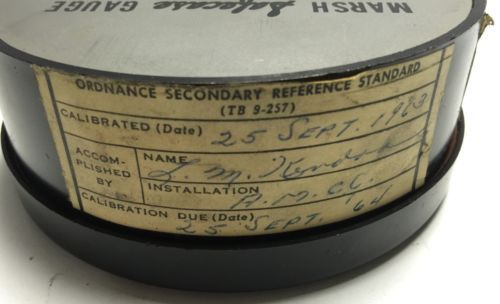 MARSH Safecase GAUGE
ORDNANCE SECONDARY REFERENCE STANDARD
(TB 9-257)
CALIBRATED (Date) 25 SEPT. 1963
ACCOM-
PLISHED
BY
NAME L. M.
INSTALLATION
CALIBRATION DUE (Date)
25 SEPT. 64